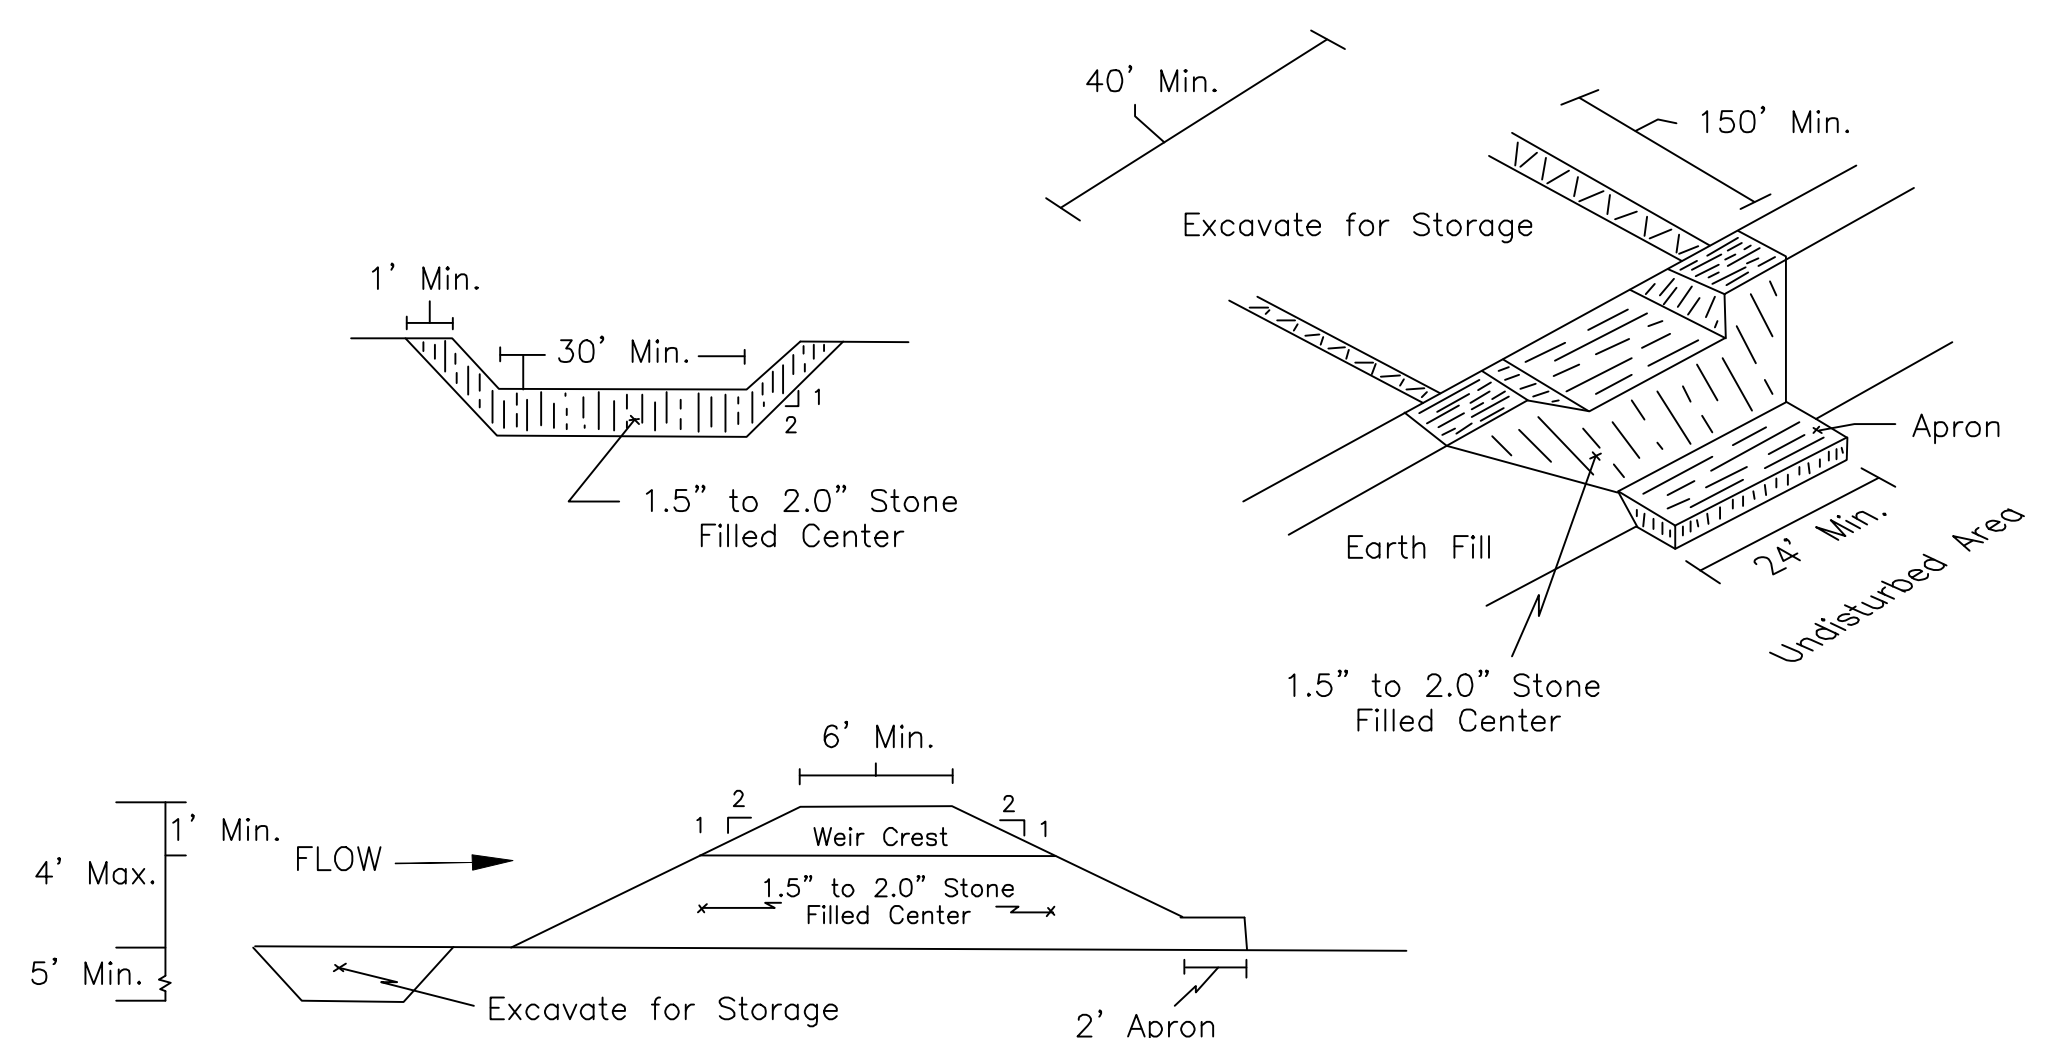 40' Min.
150' Min.
Excavate for Storage
1' Min.
30' Min.
1
2
Apron
1.5" to 2.0" Stone
Filled Center
Earth Fill
24' Min.
Undisturbed Area
1.5" to 2.0" Stone
Filled Center
6' Min.
2
1
2
1
1' Min.
Weir Crest
FLOW
4' Max.
1.5" to 2.0" Stone
Filled Center
5' Min.
Excavate for Storage
2' Apron